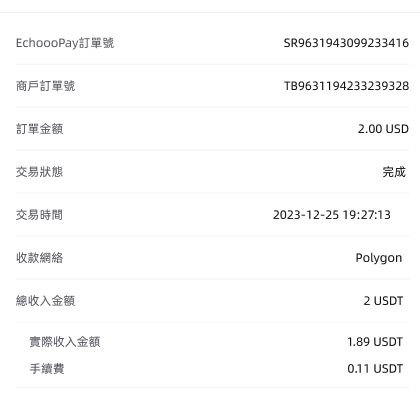 EchoooPay訂單號 SR9631943099233416
商戶訂單號 TB9631194233239328
訂單金額 2.00 USD
交易狀態 完成
交易時間 2023-12-25 19:27:13
收款網絡 Polygon
總收入金額 2 USDT
實際收入金額 1.89 USDT
手續費 0.11 USDT